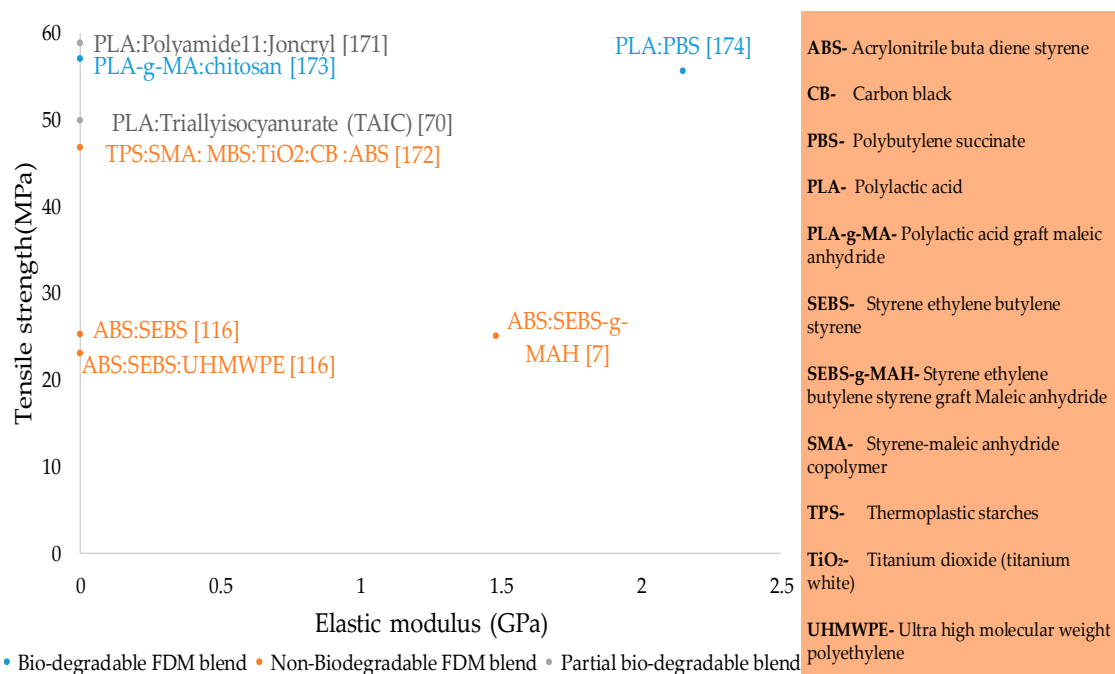 60
50
40
30
20
10
0
Tensile strength(MPa)
PLA:Polyamide11:Joncryl [171]
PLA-g-MA:chitosan [173]
PLA:PBS [174]
PLA:Triallyisocyanurate (TAIC) [70]
TPS:SMA: MBS:TiO2:CB :ABS [172]
ABS:SEBS [116]
ABS:SEBS:UHMWPE [116]
ABS:SEBS-g-
MAH [7]
0
0.5
1
1.5
2
2.5
Elastic modulus (GPa)
• Bio-degradable FDM blend • Non-Biodegradable FDM blend • Partial bio-degradable blend
ABS- Acrylonitrile buta diene styrene
CB- Carbon black
PBS- Polybutylene succinate
PLA- Polylactic acid
PLA-g-MA- Polylactic acid graft maleic
anhydride
SEBS- Styrene ethylene butylene
styrene
SEBS-g-MAH- Styrene ethylene
butylene styrene graft Maleic anhydride
SMA- Styrene-maleic anhydride
copolymer
TPS- Thermoplastic starches
TiO₂- Titanium dioxide (titanium
white)
UHMWPE- Ultra high molecular weight
polyethylene